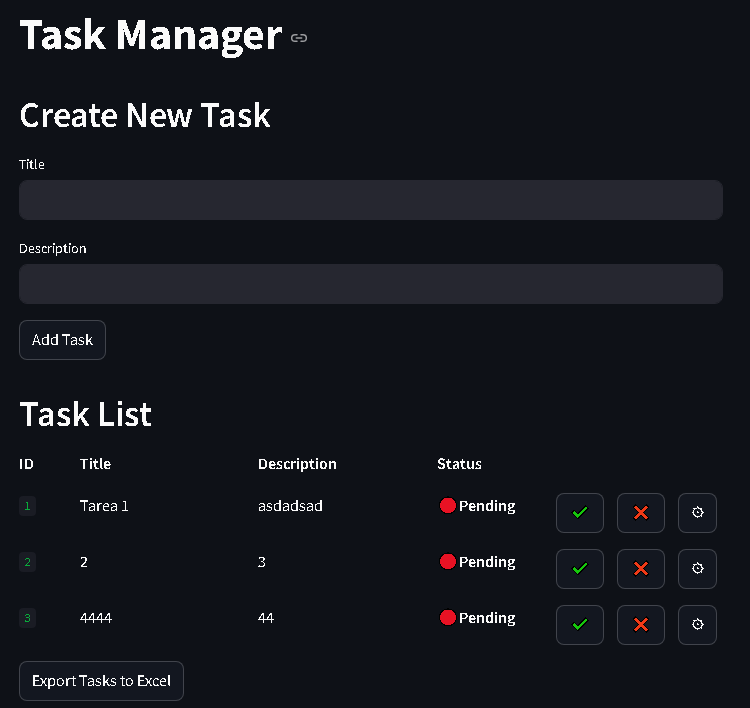 Task Manager
Create New Task
Title
Description
Add Task
Task List
ID Title Description Status
1 Tarea 1 asdadsad Pending
2 2 3 Pending
3 4444 44 Pending
Export Tasks to Excel